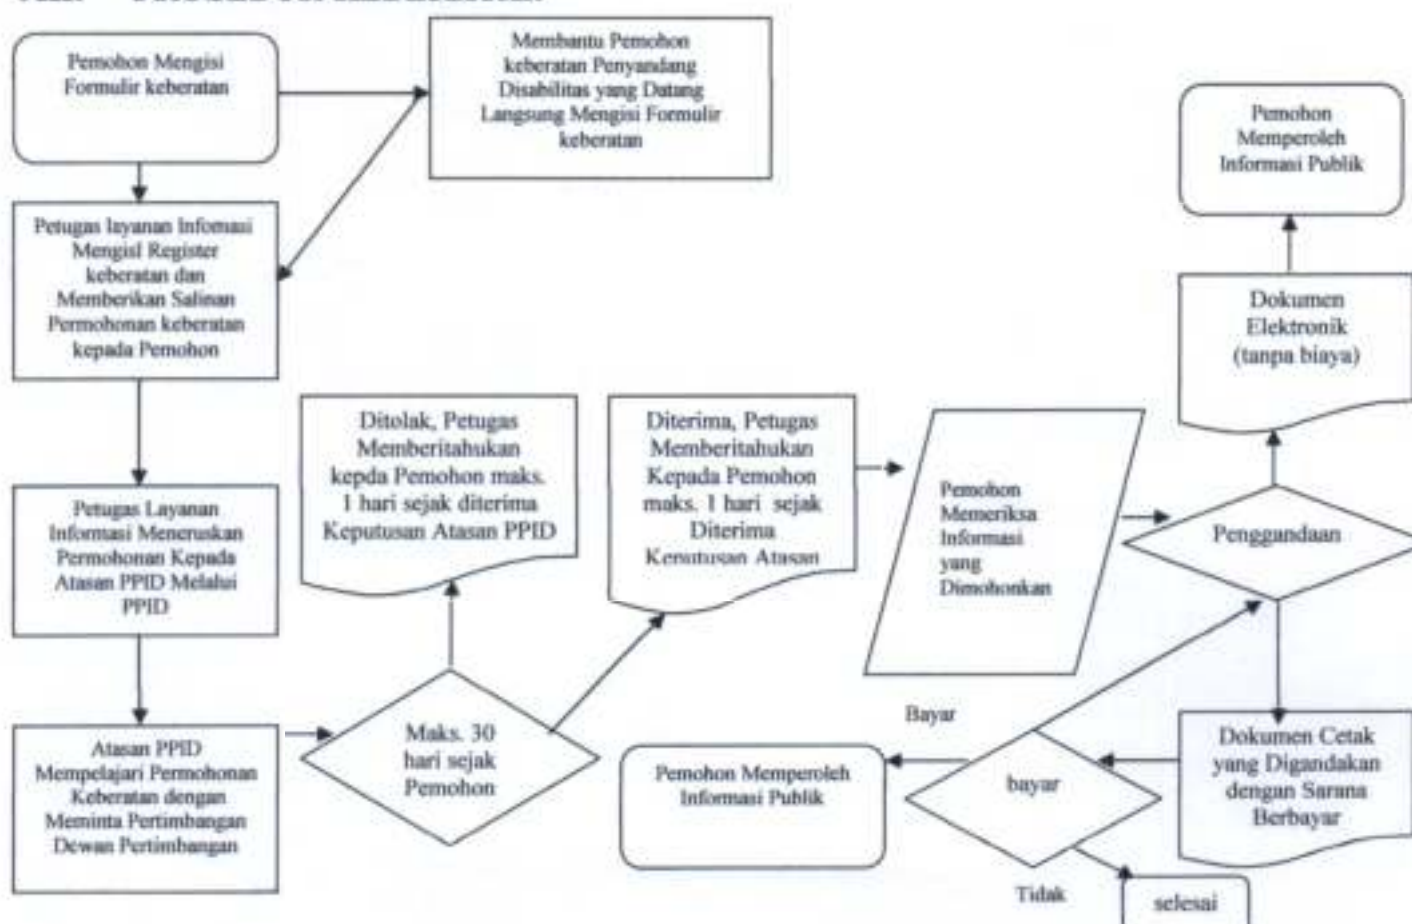 Pemohon Mengisi
Formulir keberatan
Membantu Pemohon
keberatan Penyandang
Disabilitas yang Datang
Langsung Mengisi Formulir
keberatan
Petugas layanan Infomasi
MengisI Register
keberatan dan
Memberikan Salinan
Permohonan keberatan
kepada Pemohon
Petugas Layanan
Informasi Meneruskan
Permohonan Kepada
Atasan PPID Melalui
PPID
Atasan PPID
Mempelajari Permohonan
Keberatan dengan
Meminta Pertimbangan
Dewan Pertimbangan
Maks. 30
hari sejak
Pemohon
Ditolak, Petugas
Memberitahukan
kepda Pemohon maks.
1 hari sejak diterima
Keputusan Atasan PPID
Diterima, Petugas
Memberitahukan
Kepada Pemohon
maks. 1 hari sejak
Diterima
Keputusan Atasan
Pemohon
Memeriksa
Informasi
yang
Dimohonkan
Penggandaan
Dokumen
Elektronik
(tanpa biaya)
Pemohon
Memperoleh
Informasi Publik
Dokumen Cetak
yang Digandakan
dengan Sarana
Berbayar
bayar
Bayar
Pemohon Memperoleh
Informasi Publik
Tidak
selesai